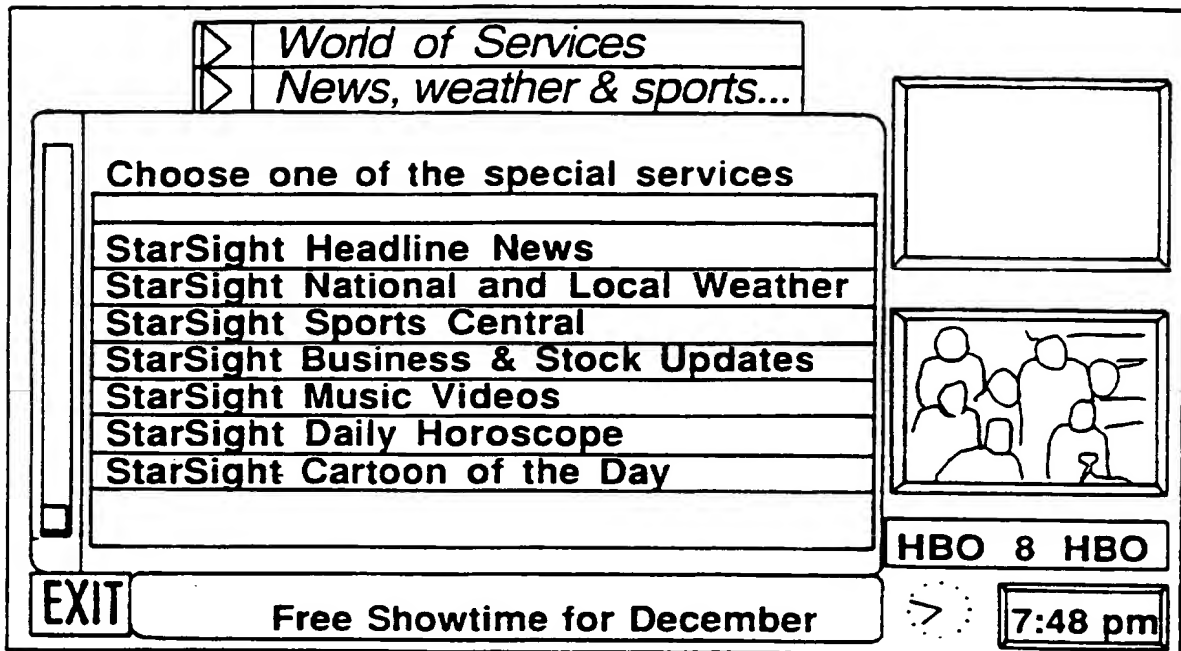 World of Services
News, weather & sports...
Choose one of the special services
StarSight Headline News
StarSight National and Local Weather
StarSight Sports Central
StarSight Business & Stock Updates
StarSight Music Videos
StarSight Daily Horoscope
StarSight Cartoon of the Day
HBO 8 HBO
EXIT
Free Showtime for December
7:48 pm